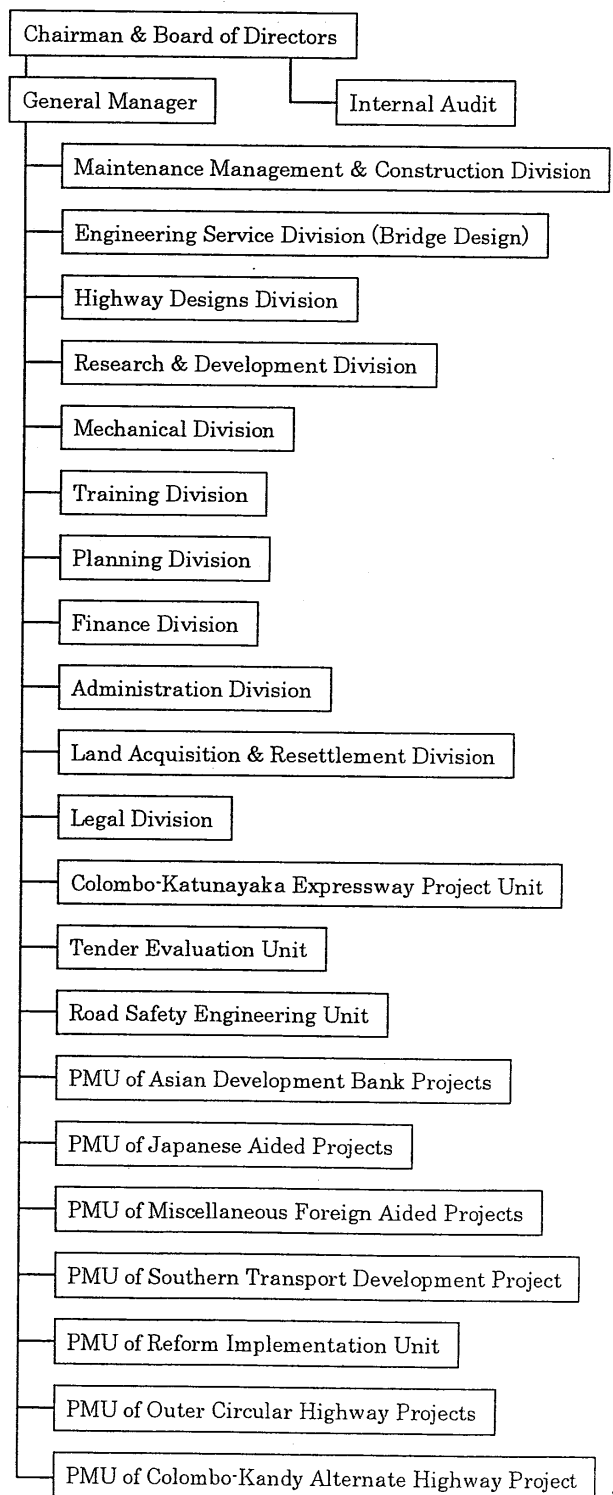 Chairman & Board of Directors
General Manager
Internal Audit
Maintenance Management & Construction Division
Engineering Service Division (Bridge Design)
Highway Designs Division
Research & Development Division
Mechanical Division
Training Division
Planning Division
Finance Division
Administration Division
Land Acquisition & Resettlement Division
Legal Division
Colombo-Katunayaka Expressway Project Unit
Tender Evaluation Unit
Road Safety Engineering Unit
PMU of Asian Development Bank Projects
PMU of Japanese Aided Projects
PMU of Miscellaneous Foreign Aided Projects
PMU of Southern Transport Development Project
PMU of Reform Implementation Unit
PMU of Outer Circular Highway Projects
PMU of Colombo-Kandy Alternate Highway Project